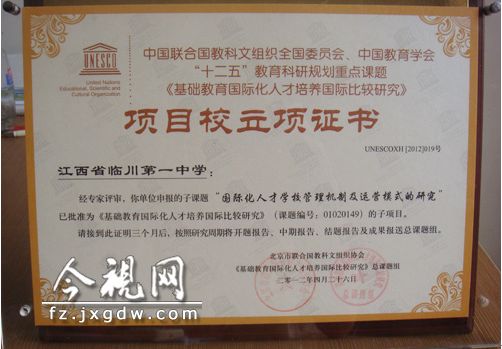 UNESCO
United Nations
Educational, Scientific and
Cultural Organization
中国联合国教科文组织全国委员会、中国教育学会
“十二五”教育科研规划重点课题
《基础教育国际化人才培养国际比较研究》
项目校立项证书
UNESCOXH [2012]019号
江西省临川第一中学：
经专家评审，你单位申报的子课题“国际化人才学校管理机制及运营模式的研究”
已批准为《基础教育国际化人才培养国际比较研究》（课题编号：01020149）的子项目。
请接到此证明三个月后，按照研究周期将开题报告、中期报告、结题报告及成果报送总课题组。
北京市联合国教科文组织协会
《基础教育国际化人才培养国际比较研究》总课题组
二〇一二年四月二十六日
今视网
fz.jxgdw.com